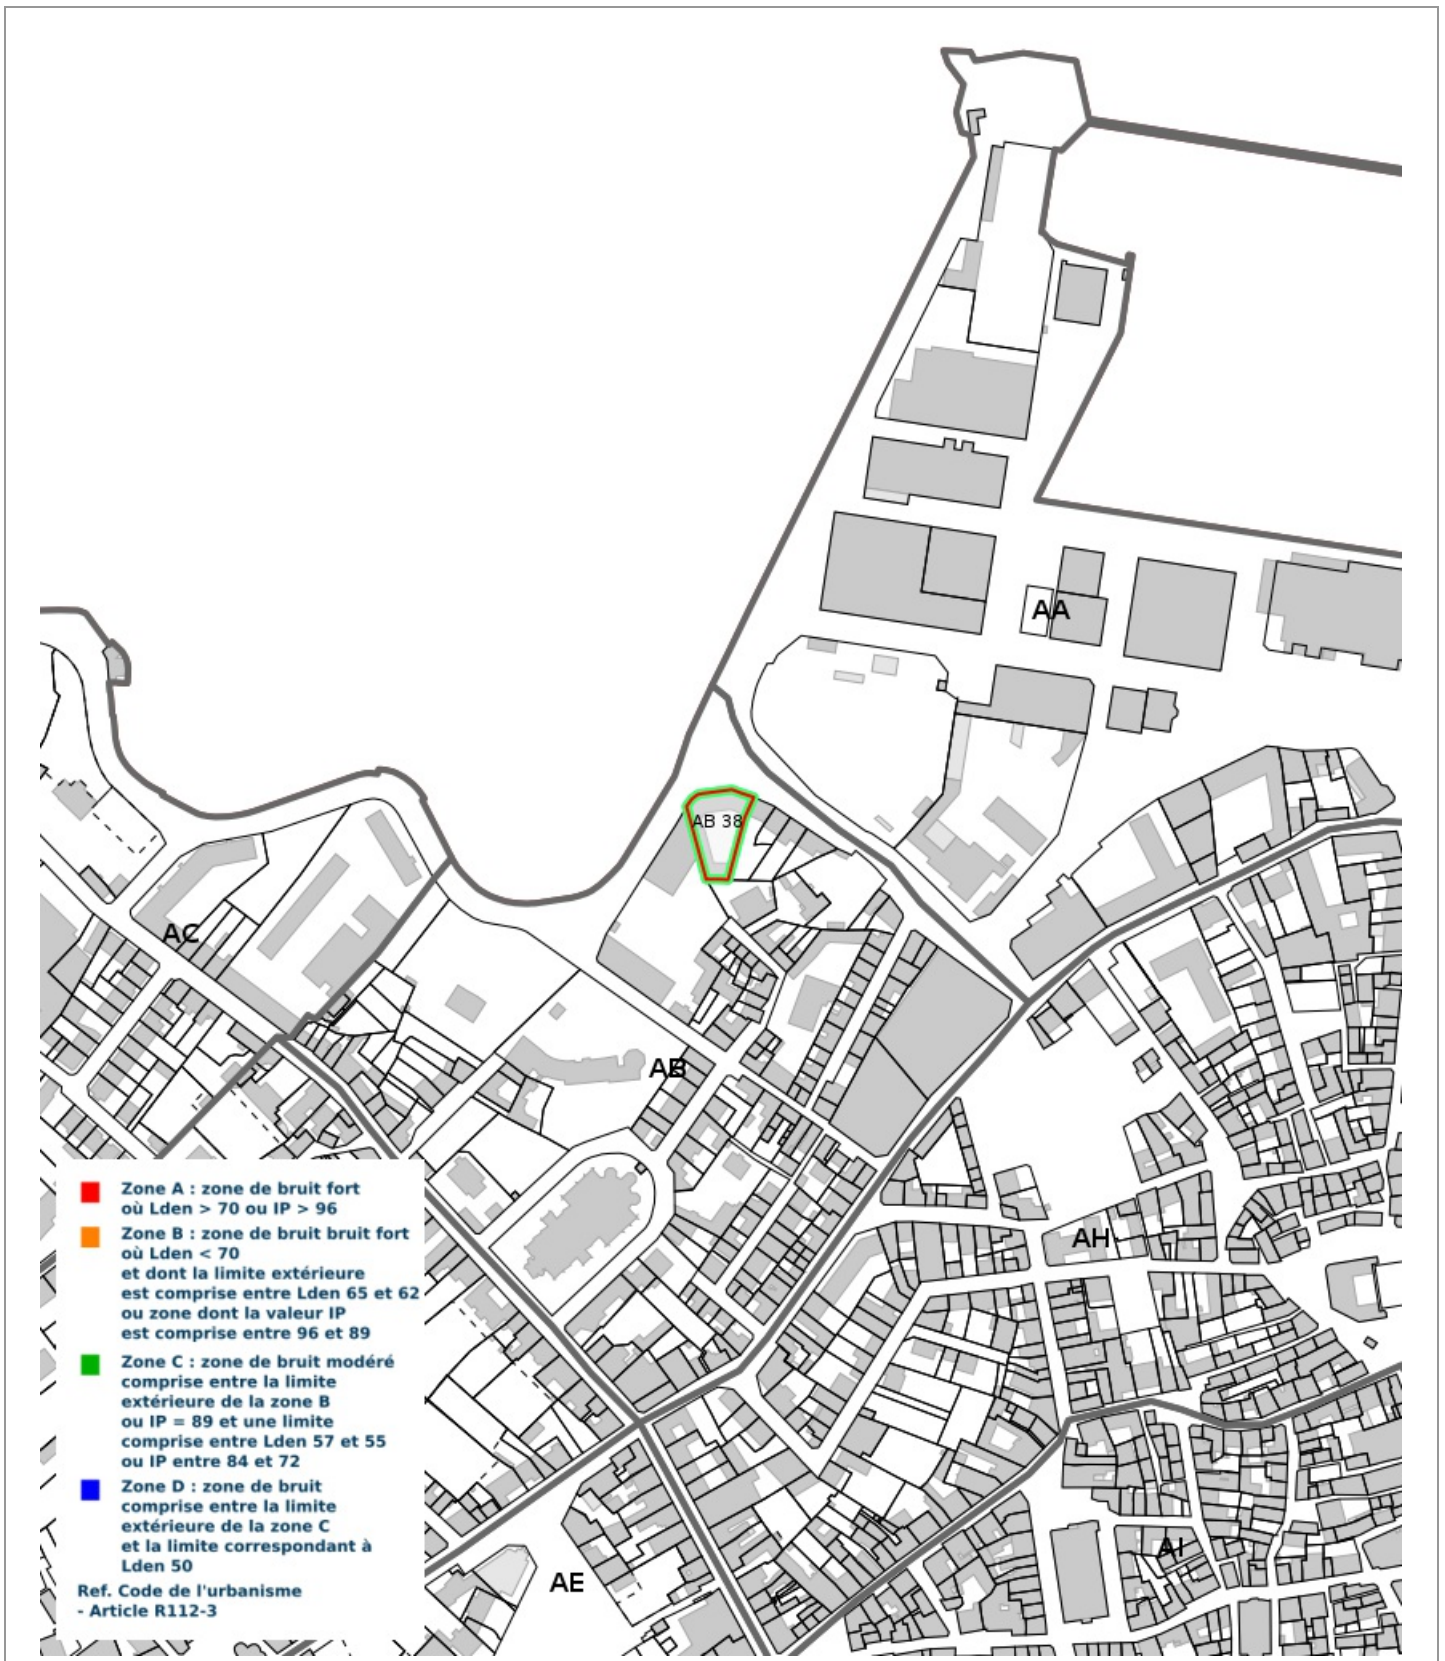 AA
AB 38
AC
AB
AH
AI
AE
Zone A : zone de bruit fort
où Lden > 70 ou IP > 96
Zone B : zone de bruit bruit fort
où Lden < 70
et dont la limite extérieure
est comprise entre Lden 65 et 62
ou zone dont la valeur IP
est comprise entre 96 et 89
Zone C : zone de bruit modéré
comprise entre la limite
extérieure de la zone B
ou IP = 89 et une limite
comprise entre Lden 57 et 55
ou IP entre 84 et 72
Zone D : zone de bruit
comprise entre la limite
extérieure de la zone C
et la limite correspondant à
Lden 50
Ref. Code de l'urbanisme
- Article R112-3